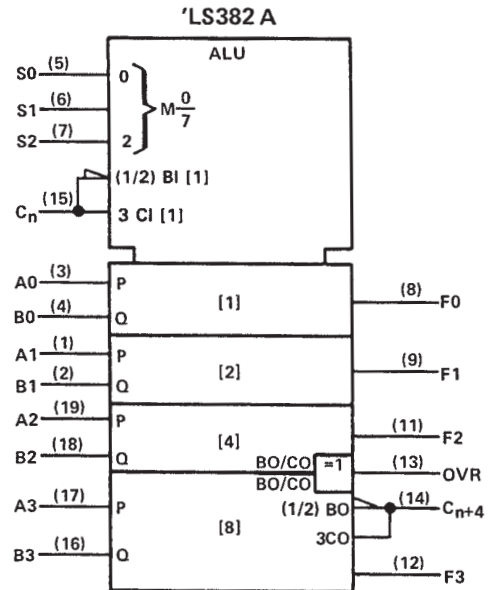 'LS382 A
ALU
S0 (5) 0
S1 (6) M 0/7
S2 (7) 2
(1/2) BI [1]
Cn (15) 3 CI [1]
A0 (3) P
[1] (8) F0
B0 (4) Q
A1 (1) P
[2] (9) F1
B1 (2) Q
A2 (19) P
[4] (11) F2
B2 (18) Q
BO/CO =1 (13) OVR
BO/CO
A3 (17) P
(1/2) BO (14) Cn+4
[8]
3CO
B3 (16) Q
(12) F3